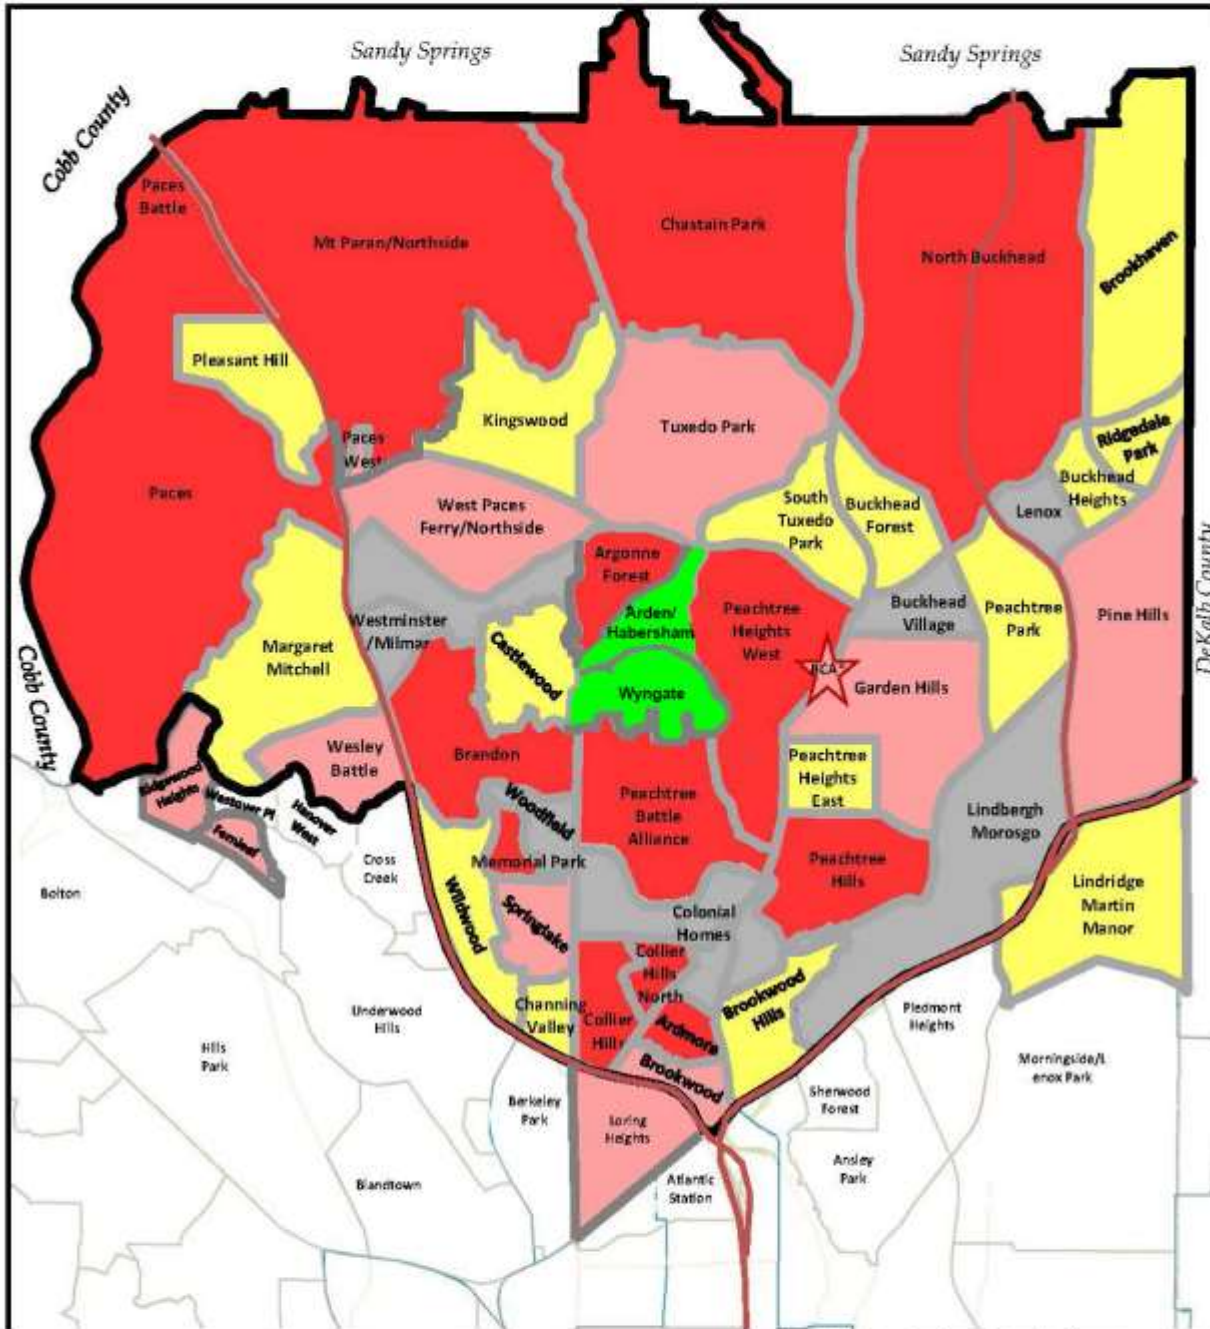 Sandy Springs
Sandy Springs
Cobb County
Paces
Battle
Mt Paran/Northside
Chastain Park
North Buckhead
Brookhaven
Pleasant Hill
Kingswood
Tuxedo Park
Paces
West
Ridgedale
Park
Buckhead
Heights
Paces
West Paces
Ferry/Northside
South
Tuxedo
Park
Buckhead
Forest
Lenox
Argonne
Forest
Arden/
Habersham
Peachtree
Heights
West
Buckhead
Village
Peachtree
Park
Pine Hills
DeKalb County
Westminster
/Milmar
Margaret
Mitchell
Castlewood
Wyngate
BCA
Garden Hills
Cobb County
Wesley
Battle
Brandon
Peachtree
Heights
East
Ridgewood
Heights
Westover Pl
Hanover
West
Fernleaf
Woodfield
Peachtree
Battle
Alliance
Lindbergh
Morosgo
Memorial Park
Peachtree
Hills
Cross
Creek
Bolton
Wildwood
Springlake
Colonial
Homes
Lindridge
Martin
Manor
Collier
Hills
North
Brookwood
Hills
Channing
Valley
Collier
Hills
Ardmore
Brookwood
Underwood
Hills
Piedmont
Heights
Hills
Park
Morningside/L
enox Park
Berkeley
Park
Loring
Heights
Sherwood
Forest
Ansley
Park
Blandtown
Atlantic
Station